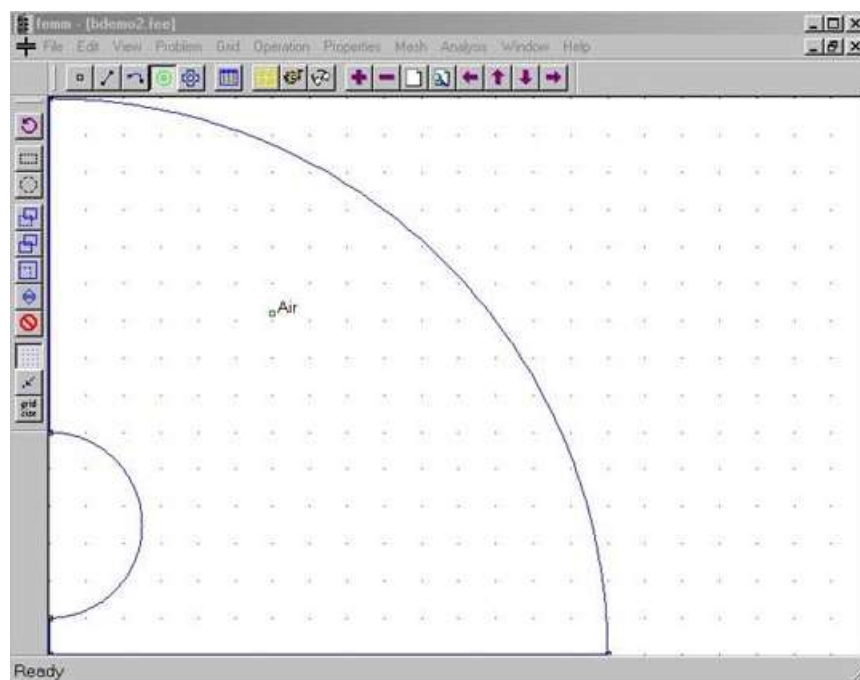 femm - [bdemo2.fee]
File Edit View Problem Grid Operation Properties Mesh Analysis Window Help
grid
size
Air
Ready